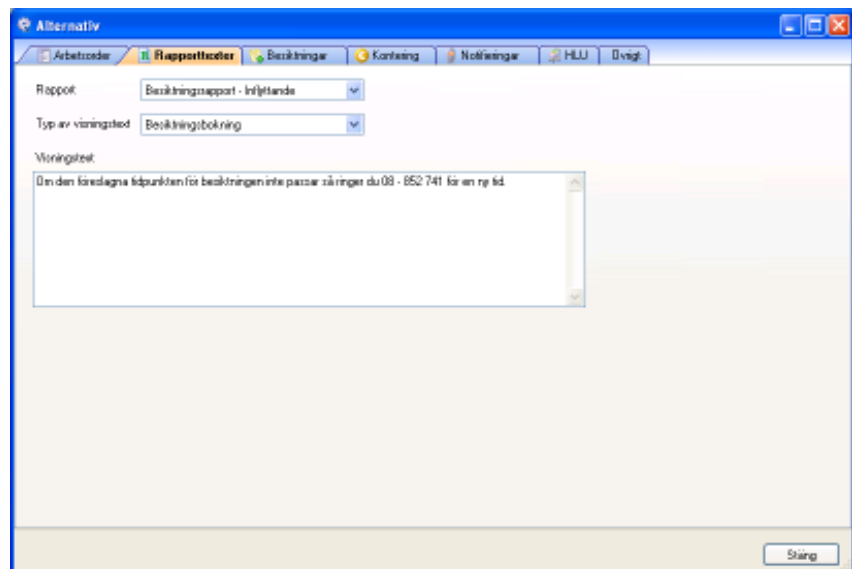 Alternativ
Arbetsorder Rapporttexter Besiktningar Kontering Notifieringar HLU Övrigt
Rapport Besiktningsrapport - Inflyttande
Typ av visningstext Besiktningsbokning
Visningstext
Om den föreslagna tidpunkten för besiktningen inte passar så ringer du 08 - 852 741 för en ny tid.
Stäng